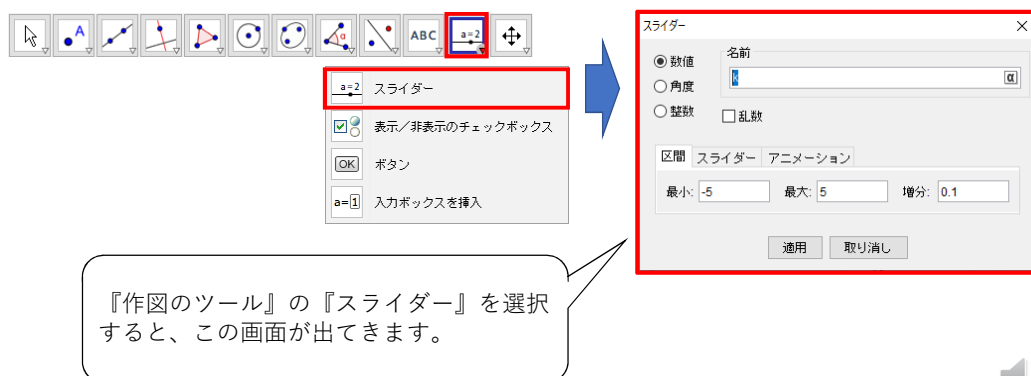 A
α
ABC
a=2
a=2 スライダー
表示／非表示のチェックボックス
OK ボタン
a=1 入力ボックスを挿入
スライダー ×
数値
角度
整数
名前
k
α
乱数
区間 スライダー アニメーション
最小: -5 最大: 5 増分: 0.1
適用 取り消し
『作図のツール』の『スライダー』を選択
すると、この画面が出てきます。